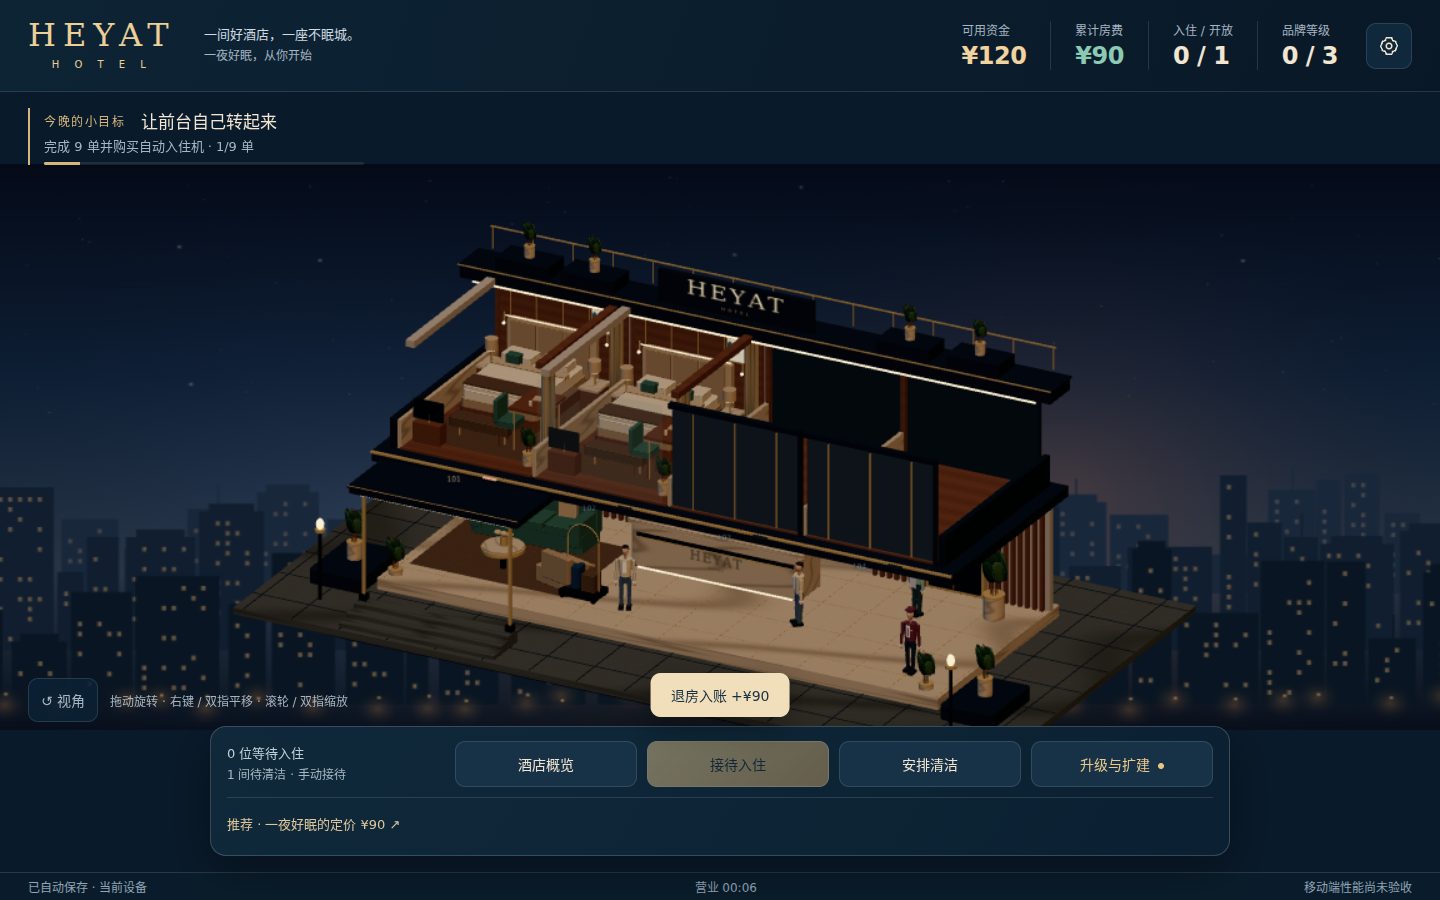 HEYAT
HOTEL
一间好酒店，一座不眠城。
一夜好眠，从你开始
可用资金
¥120
累计房费
¥90
入住 / 开放
0 / 1
品牌等级
0 / 3
今晚的小目标 让前台自己转起来
完成 9 单并购买自动入住机 · 1/9 单
HEYAT
HOTEL
101
HEYAT
↺ 视角
拖动旋转 · 右键 / 双指平移 · 滚轮 / 双指缩放
退房入账 +¥90
0 位等待入住
1 间待清洁 · 手动接待
酒店概览
接待入住
安排清洁
升级与扩建
推荐 · 一夜好眠的定价 ¥90 ↗
已自动保存 · 当前设备
营业 00:06
移动端性能尚未验收